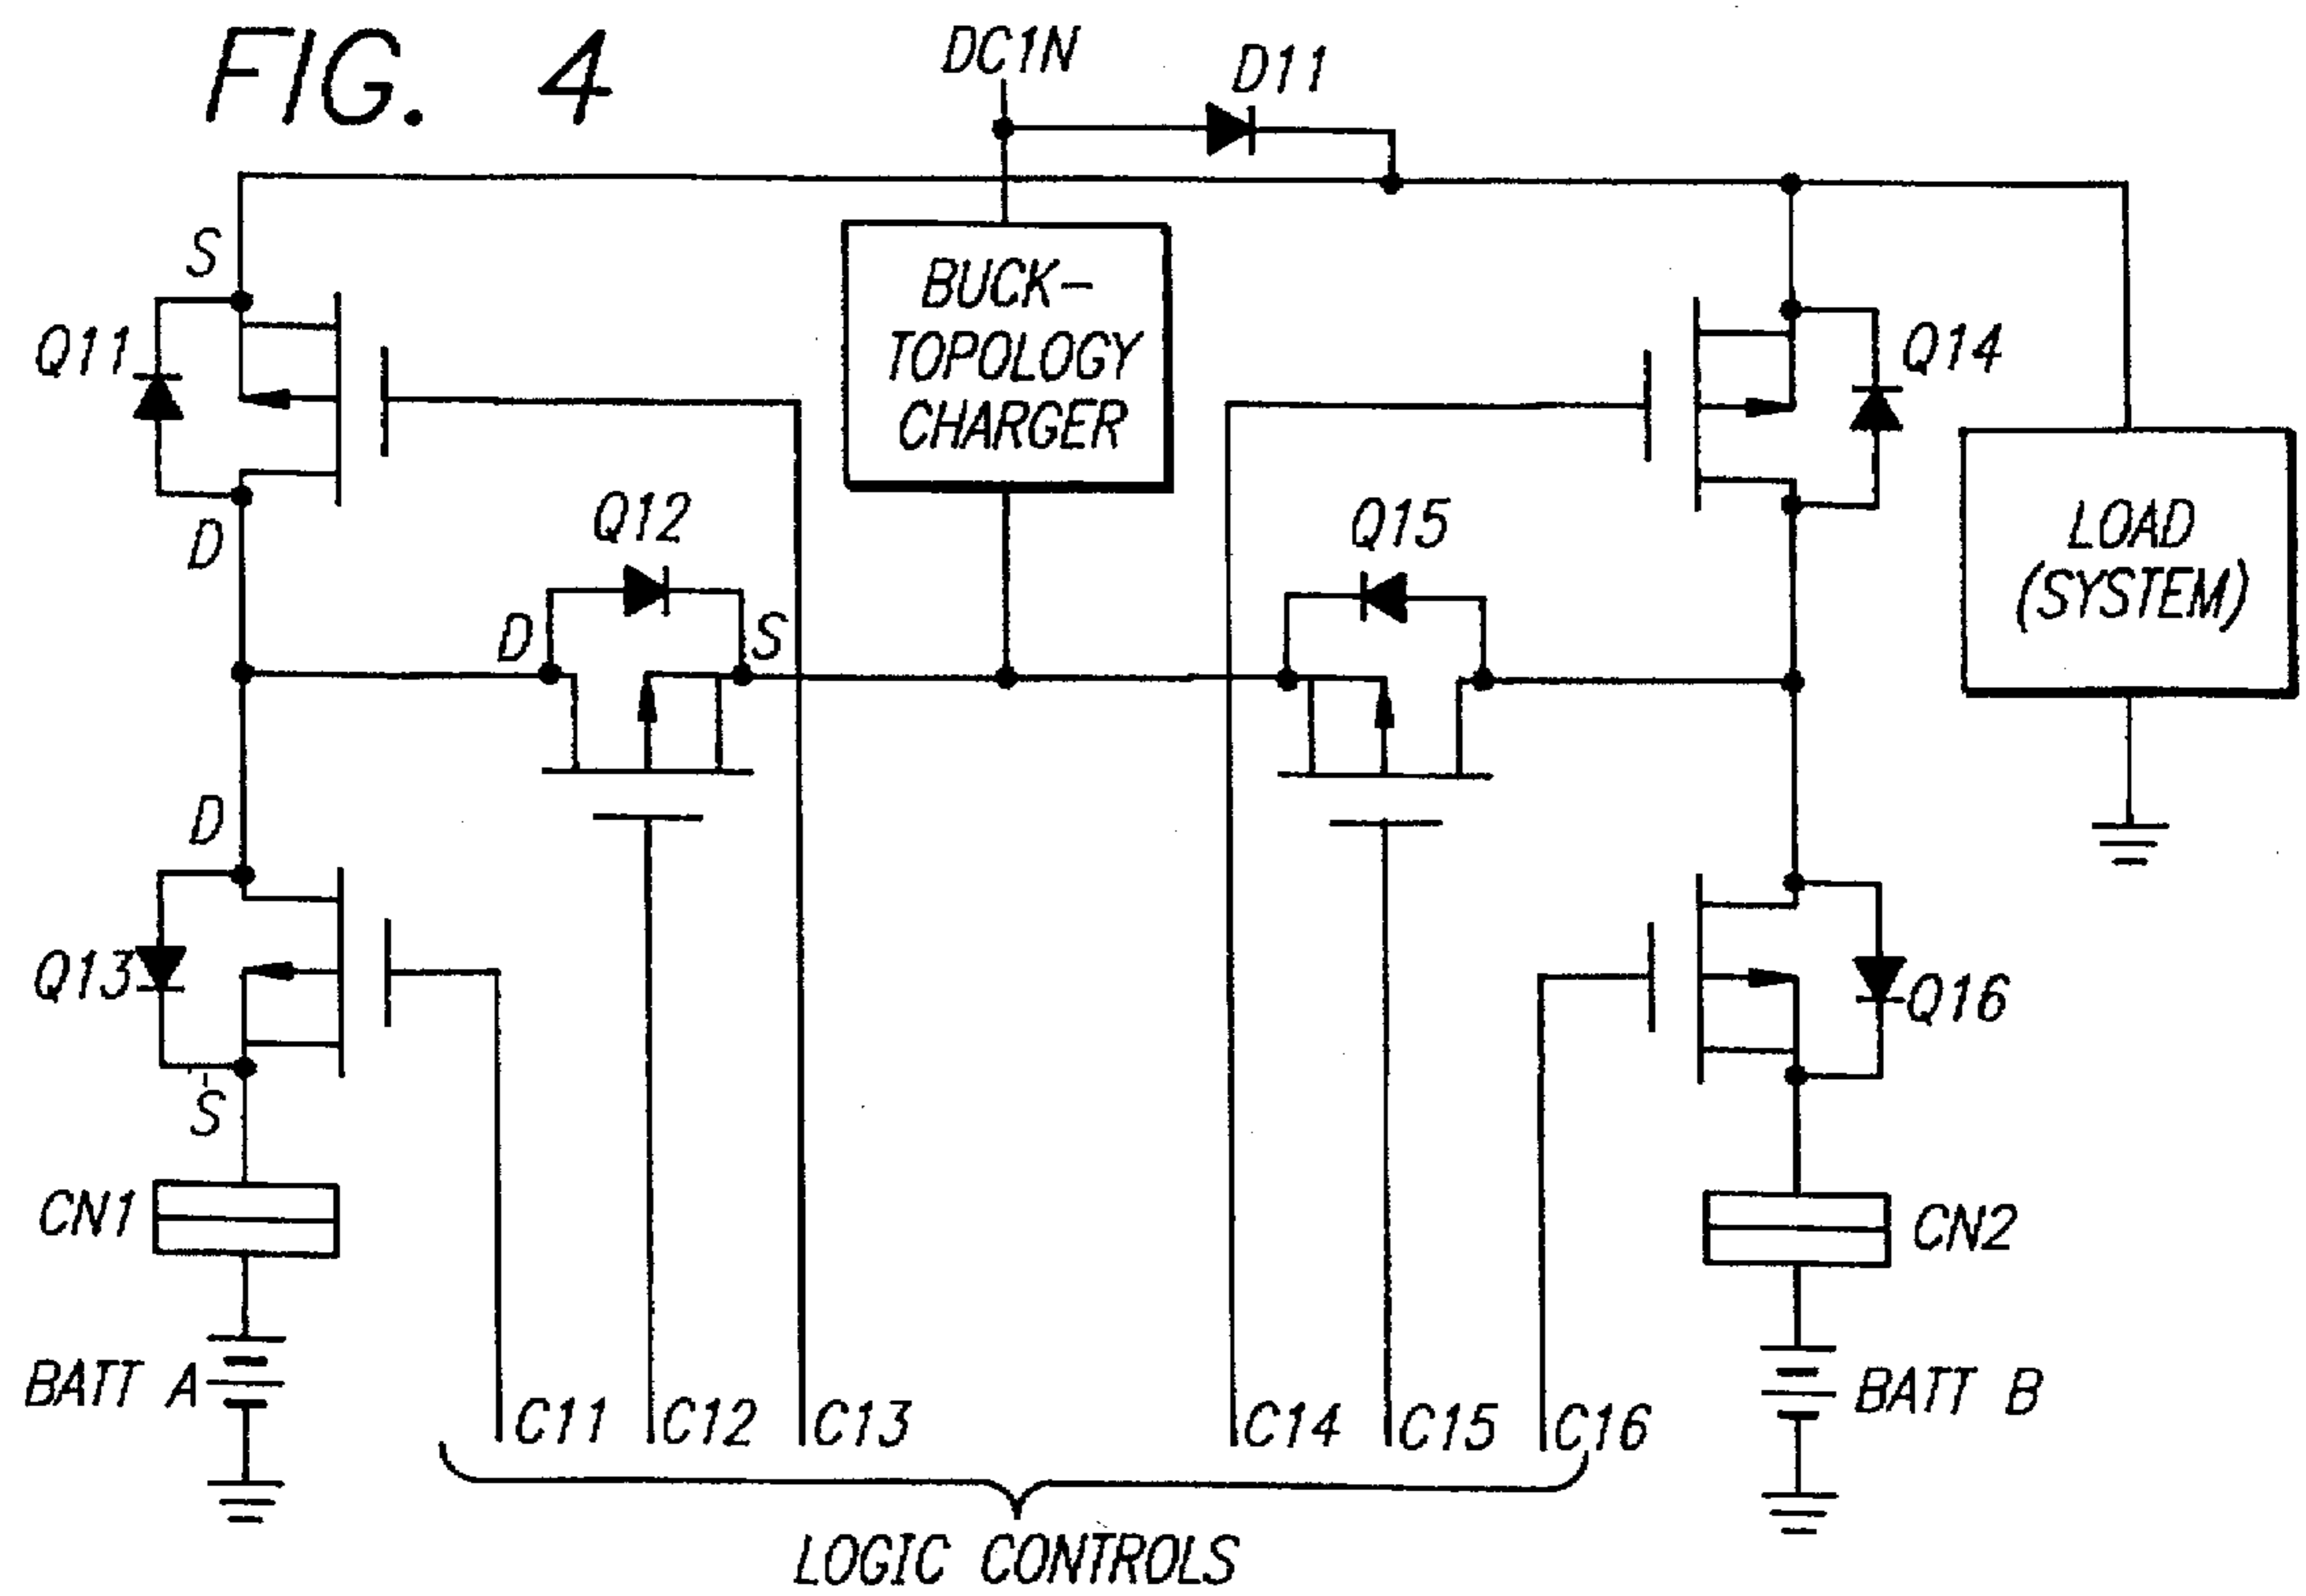 FIG. 4
DC1N
D11
S
Q11
D
BUCK-
TOPOLOGY
CHARGER
Q14
LOAD
(SYSTEM)
Q12
D
S
Q15
D
Q13
S
Q16
CN1
CN2
BATT A
BATT B
C11
C12
C13
C14
C15
C16
LOGIC CONTROLS